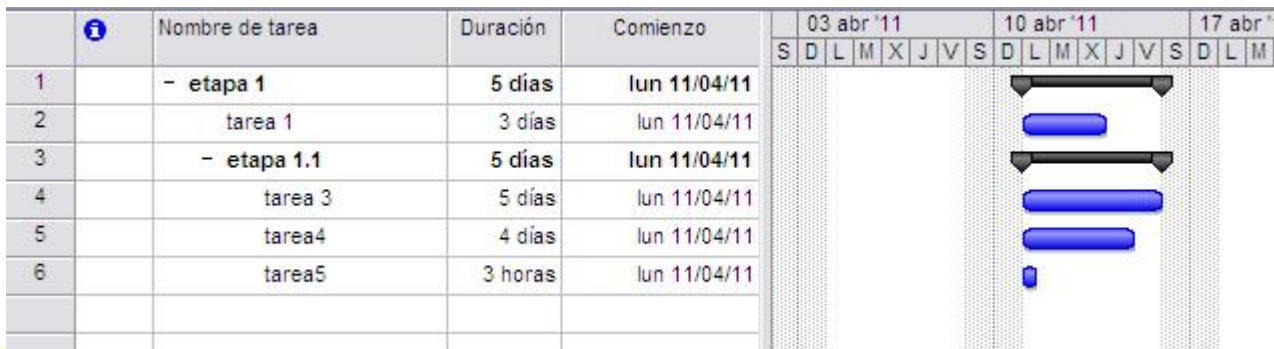 Nombre de tarea Duración Comienzo 03 abr '11 10 abr '11 17 abr '
S D L M X J V S D L M X J V S D L M
1 - etapa 1 5 días lun 11/04/11
2 tarea 1 3 días lun 11/04/11
3 - etapa 1.1 5 días lun 11/04/11
4 tarea 3 5 días lun 11/04/11
5 tarea4 4 días lun 11/04/11
6 tarea5 3 horas lun 11/04/11